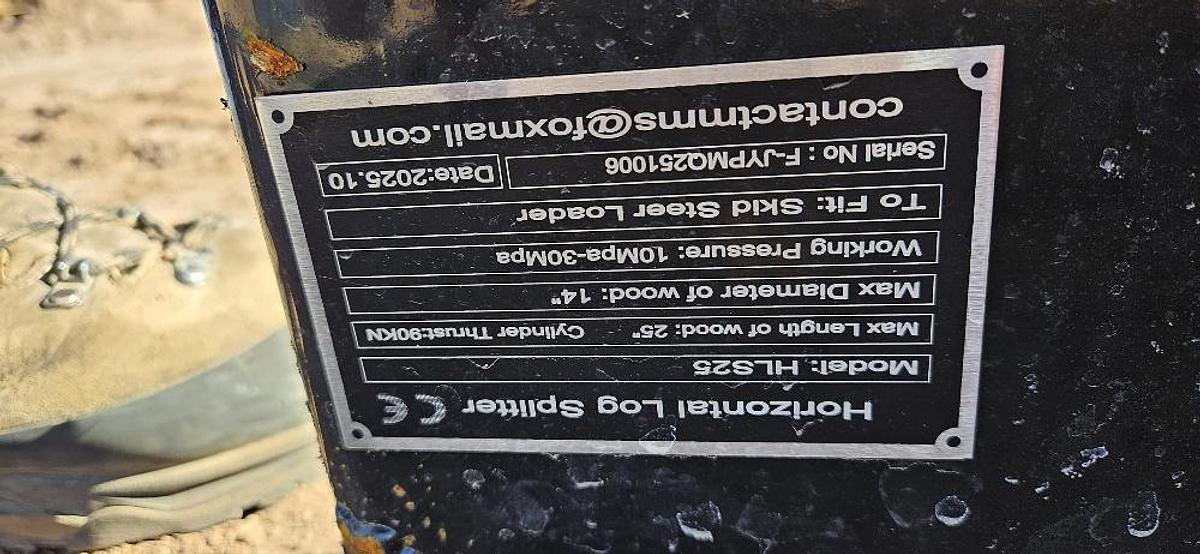 Horizontal Log Splitter CE
Model: HLS25
Max Length of wood: 25" Cylinder Thrust:90KN
Max Diameter of wood: 14"
Working Pressure: 10Mpa-30Mpa
To Fit: Skid Steer Loader
Serial No : F-JYPMQ251006 Date:2025.10
contactmms@foxmail.com